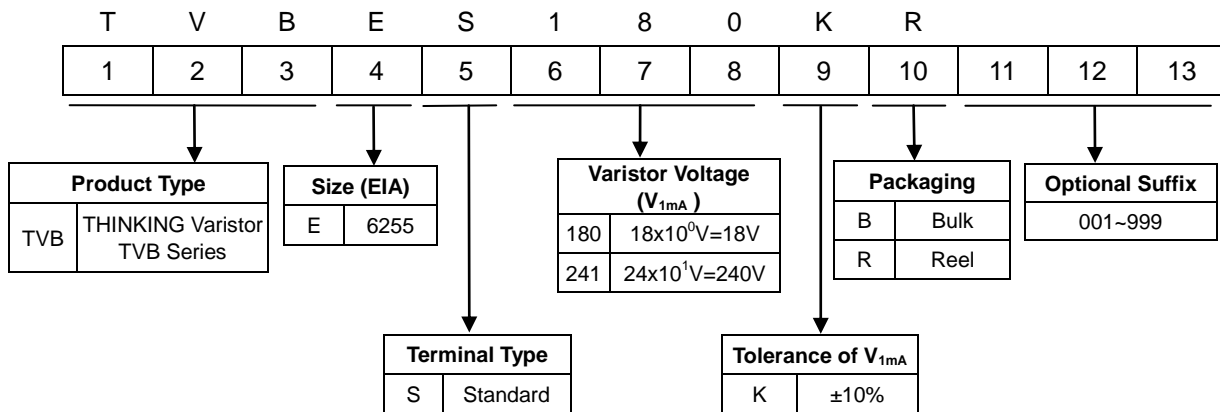 T V B E S 1 8 0 K R
1 2 3 4 5 6 7 8 9 10 11 12 13
Product Type
TVB THINKING Varistor
TVB Series
Size (EIA)
E 6255
Varistor Voltage
(V1mA )
180 18x10⁰V=18V
241 24x10¹V=240V
Packaging
B Bulk
R Reel
Optional Suffix
001~999
Terminal Type
S Standard
Tolerance of V1mA
K ±10%